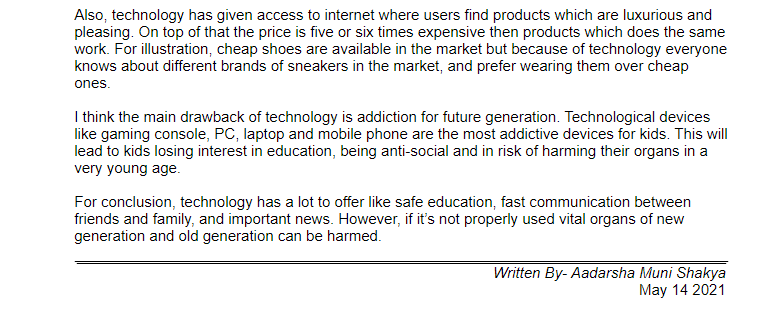 Also, technology has given access to internet where users find products which are luxurious and
pleasing. On top of that the price is five or six times expensive then products which does the same
work. For illustration, cheap shoes are available in the market but because of technology everyone
knows about different brands of sneakers in the market, and prefer wearing them over cheap
ones.
I think the main drawback of technology is addiction for future generation. Technological devices
like gaming console, PC, laptop and mobile phone are the most addictive devices for kids. This will
lead to kids losing interest in education, being anti-social and in risk of harming their organs in a
very young age.
For conclusion, technology has a lot to offer like safe education, fast communication between
friends and family, and important news. However, if it's not properly used vital organs of new
generation and old generation can be harmed.
Written By- Aadarsha Muni Shakya
May 14 2021